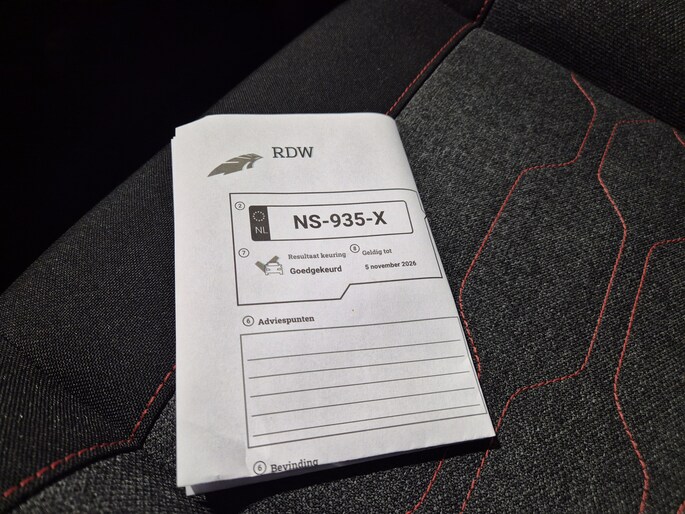 RDW
2
NL
NS-935-X
7 Resultaat keuring 8 Geldig tot
Goedgekeurd 5 november 2026
6 Adviespunten
6 Bevinding